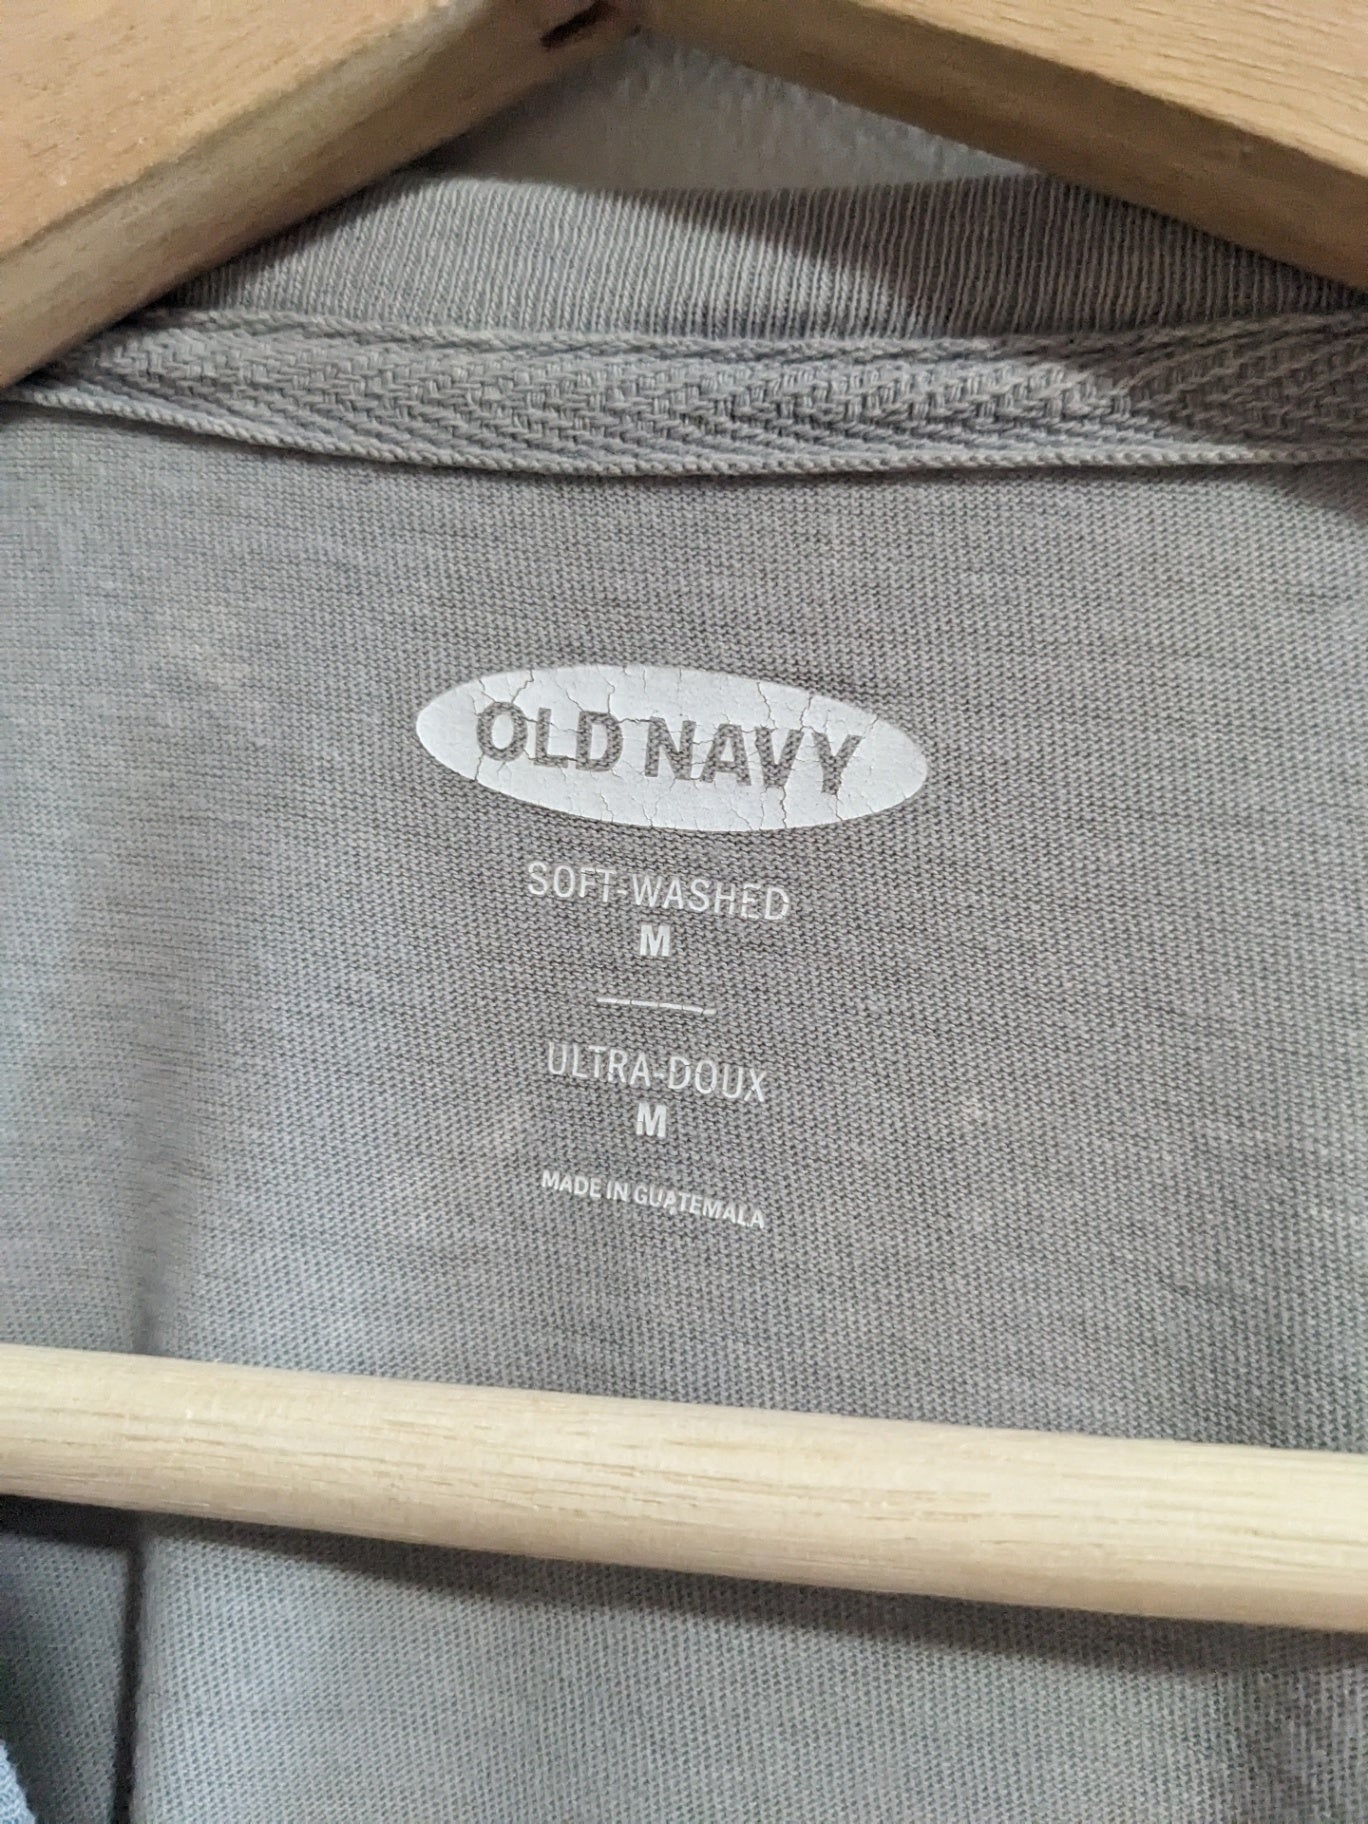 OLD NAVY
SOFT-WASHED
M
ULTRA-DOUX
M
MADE IN GUATEMALA